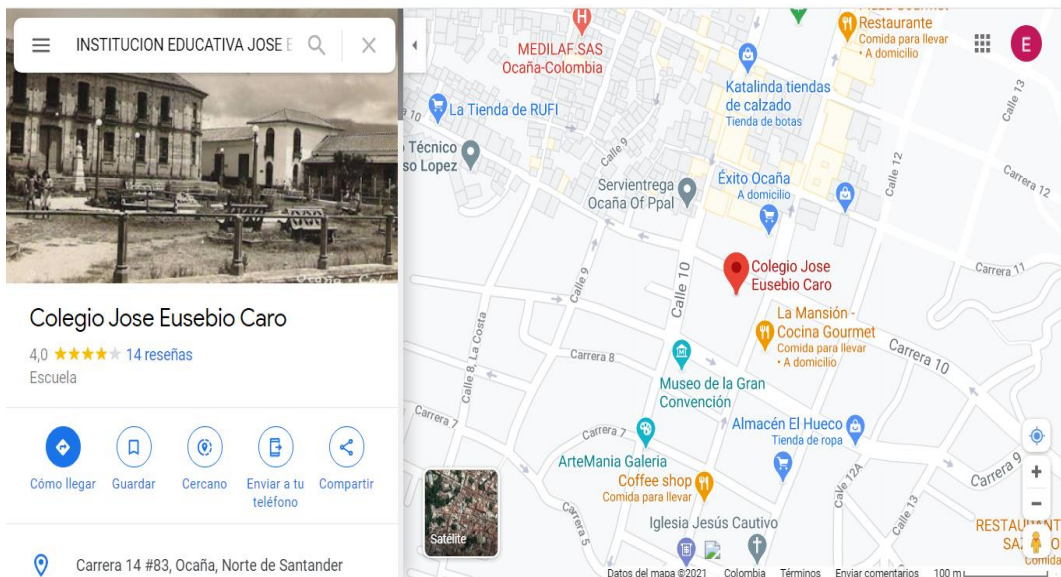 INSTITUCION EDUCATIVA JOSE E
Colegio Jose Eusebio Caro
4,0
14 reseñas
Escuela
Cómo llegar
Guardar
Cercano
Enviar a tu
teléfono
Compartir
Carrera 14 #83, Ocaña, Norte de Santander
MEDILAF.SAS
Ocaña-Colombia
Restaurante
Comida para llevar
• A domicilio
E
Katalinda tiendas
de calzado
Tienda de botas
Calle 13
La Tienda de RUFI
Técnico
so Lopez
Calle 9
Calle 12
Servientrega
Ocaña Of Ppal
Éxito Ocaña
A domicilio
Carrera 12
Colegio Jose
Eusebio Caro
Carrera 11
Calle 10
Calle 9
La Mansión -
Cocina Gourmet
Comida para llevar
• A domicilio
Carrera 10
Calle 8, La Costa
Carrera 8
Museo de la Gran
Convención
Carrera 7
Carrera 7
Almacén El Hueco
Tienda de ropa
ArteMania Galeria
Coffee shop
Comida para llevar
Carrera 9
Calle 12A
Calle 13
Carrera 5
Iglesia Jesús Cautivo
Satélite
Datos del mapa ©2021
Colombia
Términos
Enviar comentarios
100 m